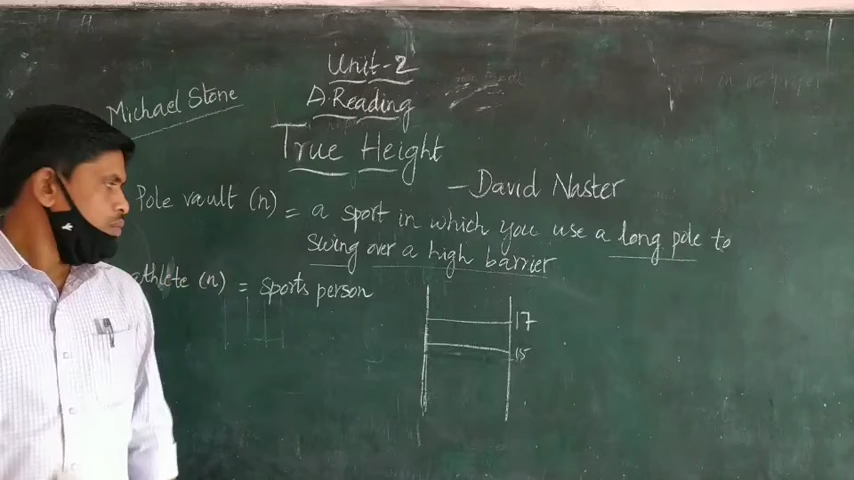 Unit-2
Michael Stone
A. Reading
True Height
- David Naster
Pole vault (n) = a sport in which you use a long pole to
swing over a high barrier
athlete (n) = sports person
17
15